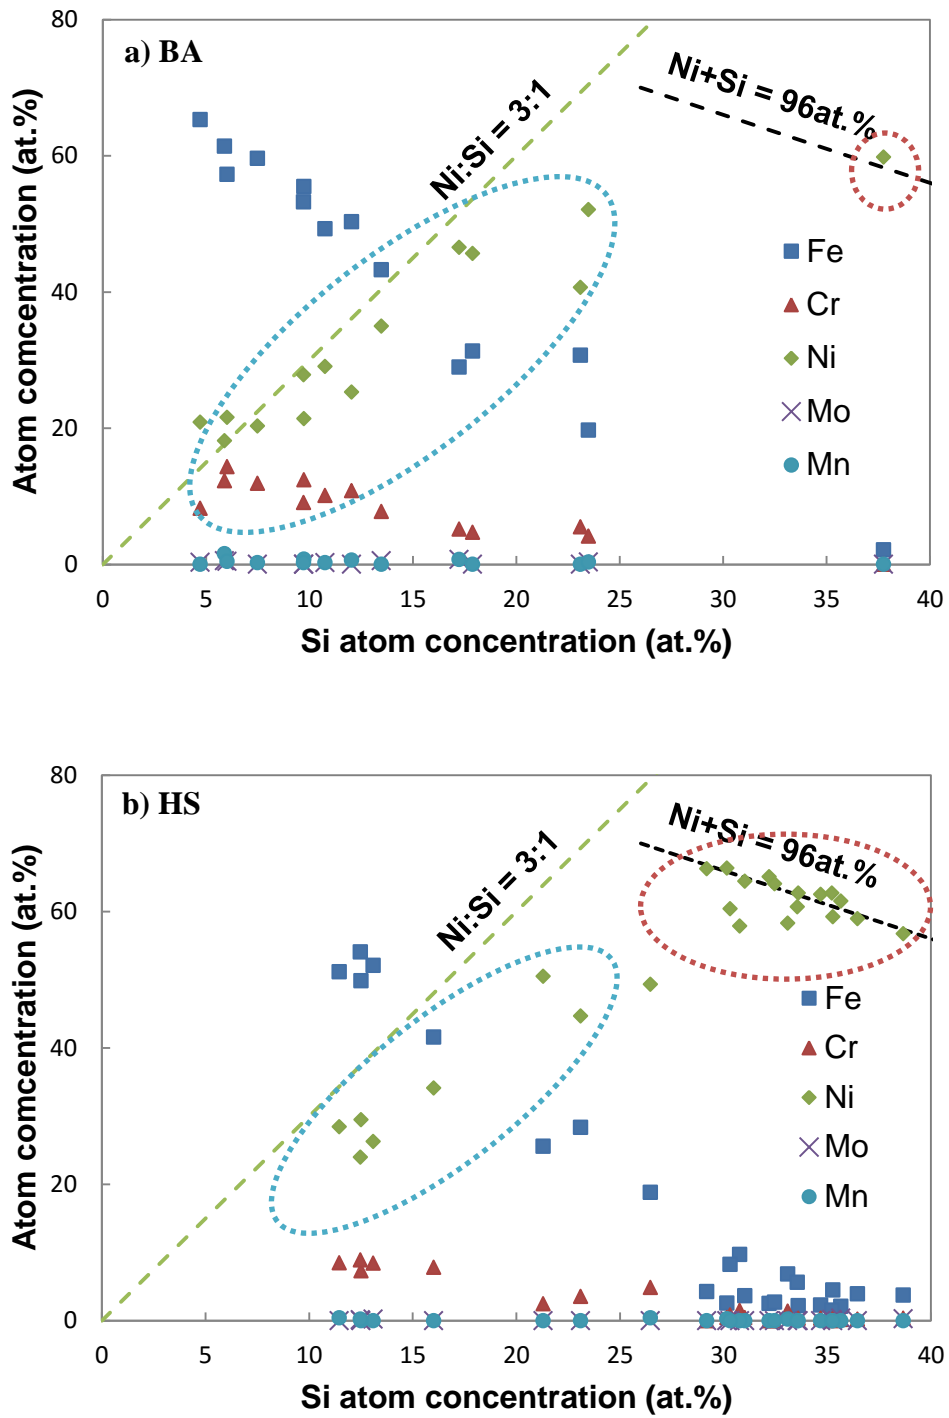 a) BA
Ni:Si = 3:1
Ni+Si = 96at.%
Atom comcentration (at.%)
80
60
40
20
0
Fe
Cr
Ni
Mo
Mn
0 5 10 15 20 25 30 35 40
Si atom concentration (at.%)
b) HS
Ni:Si = 3:1
Ni+Si = 96at.%
Atom comcentration (at.%)
80
60
40
20
0
Fe
Cr
Ni
Mo
Mn
0 5 10 15 20 25 30 35 40
Si atom concentration (at.%)